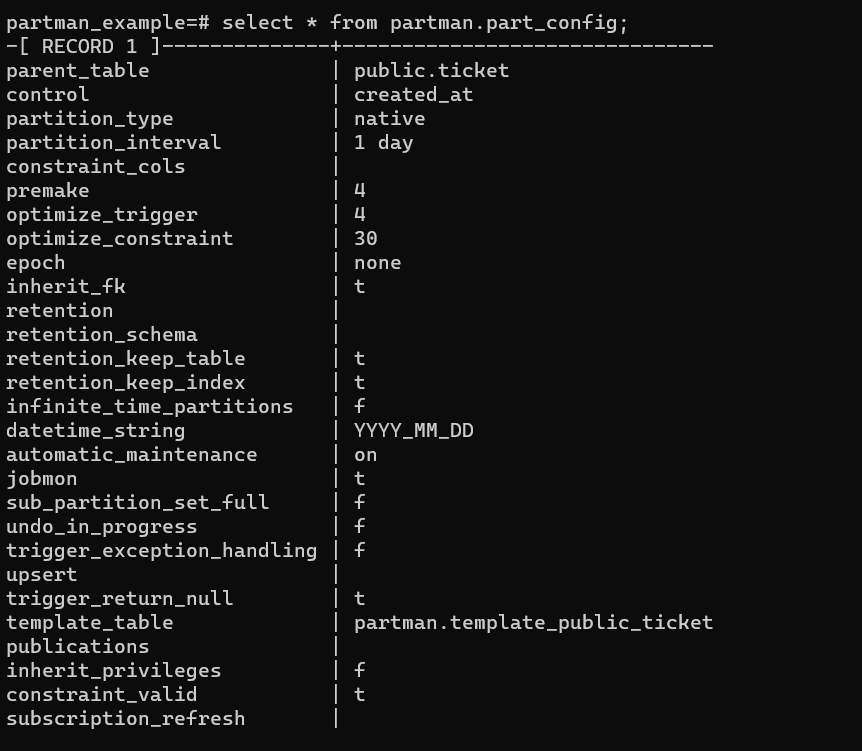 partman_example=# select * from partman.part_config;
-[ RECORD 1 ]--------------+-------------------------------
parent_table               | public.ticket
control                    | created_at
partition_type             | native
partition_interval         | 1 day
constraint_cols            |
premake                    | 4
optimize_trigger           | 4
optimize_constraint        | 30
epoch                      | none
inherit_fk                 | t
retention                  |
retention_schema           |
retention_keep_table       | t
retention_keep_index       | t
infinite_time_partitions   | f
datetime_string            | YYYY_MM_DD
automatic_maintenance      | on
jobmon                     | t
sub_partition_set_full     | f
undo_in_progress           | f
trigger_exception_handling | f
upsert                     |
trigger_return_null        | t
template_table             | partman.template_public_ticket
publications               |
inherit_privileges         | f
constraint_valid           | t
subscription_refresh       |